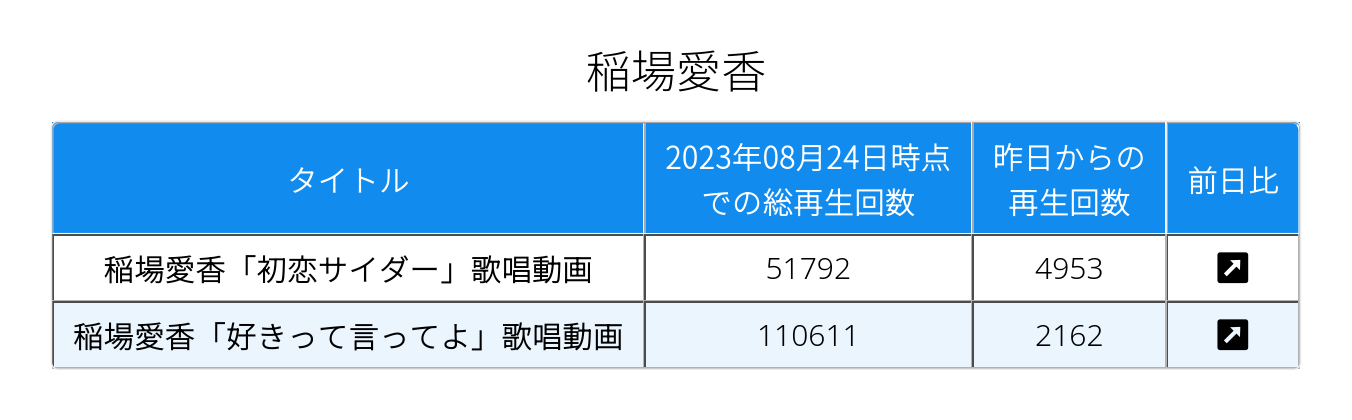 稲場愛香
タイトル
2023年08月24日時点
での総再生回数
昨日からの
再生回数
前日比
稲場愛香「初恋サイダー」歌唱動画
51792
4953
稲場愛香「好きって言ってよ」歌唱動画
110611
2162